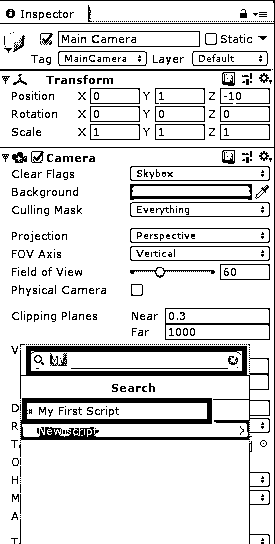 Inspector
Main Camera Static
Tag MainCamera Layer Default
Transform
Position X 0 Y 1 Z -10
Rotation X 0 Y 0 Z 0
Scale X 1 Y 1 Z 1
Camera
Clear Flags Skybox
Background
Culling Mask Everything
Projection Perspective
FOV Axis Vertical
Field of View 60
Physical Camera
Clipping Planes Near 0.3
Far 1000
V
Search
D
My First Script
R
New script
T
O
H
M
A
T